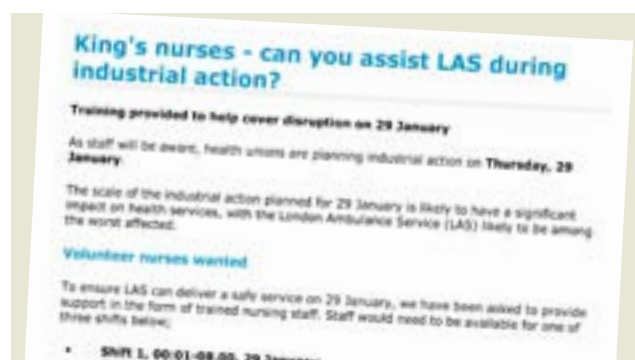 King's nurses - can you assist LAS during
industrial action?
Training provided to help cover disruption on 29 January
As staff will be aware, health unions are planning industrial action on Thursday, 29
January.
The scale of the industrial action planned for 29 January is likely to have a significant
impact on health services, with the London Ambulance Service (LAS) likely to be among
the worst affected.
Volunteer nurses wanted
To ensure LAS can deliver a safe service on 29 January, we have been asked to provide
support in the form of trained nursing staff. Staff would need to be available for one of
three shifts below;
• Shift 1, 00:01-08.00, 29 January